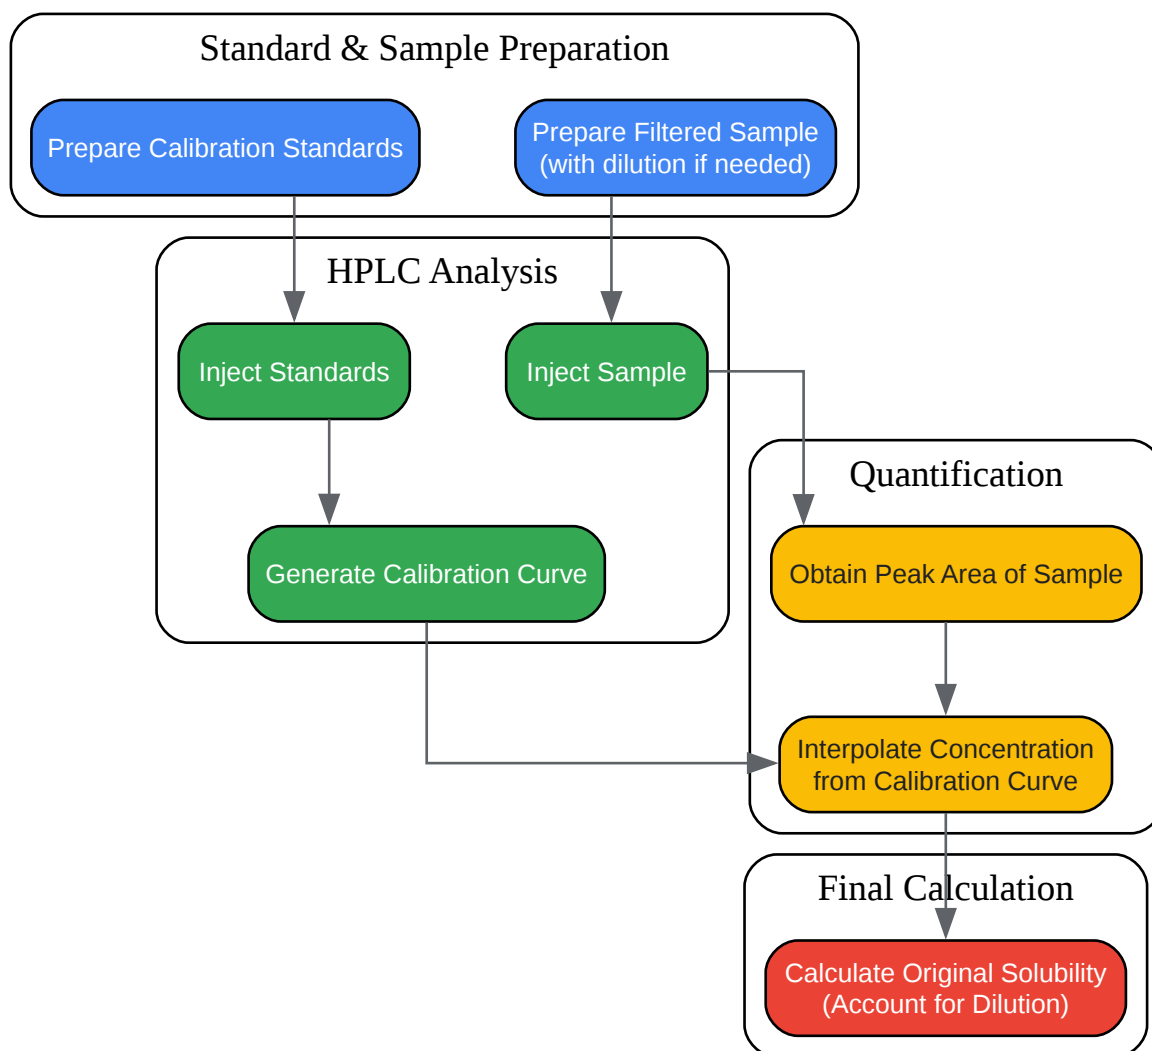 Standard & Sample Preparation
Prepare Calibration Standards
Prepare Filtered Sample
(with dilution if needed)
HPLC Analysis
Inject Standards
Inject Sample
Generate Calibration Curve
Quantification
Obtain Peak Area of Sample
Interpolate Concentration
from Calibration Curve
Final Calculation
Calculate Original Solubility
(Account for Dilution)